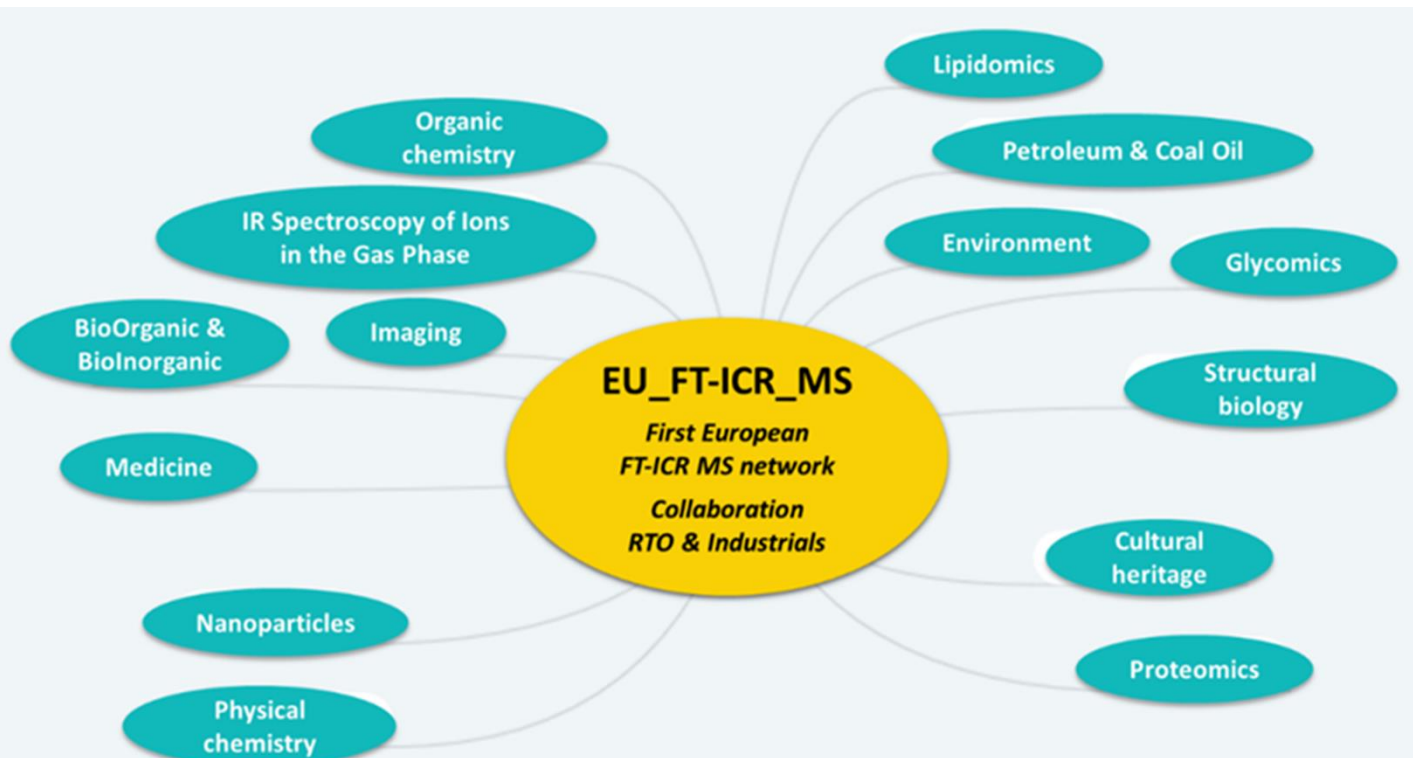 Lipidomics
Organic
chemistry
Petroleum & Coal Oil
IR Spectroscopy of Ions
in the Gas Phase
Environment
Glycomics
BioOrganic &
BioInorganic
Imaging
EU_FT-ICR_MS
First European
FT-ICR MS network
Collaboration
RTO & Industrials
Structural
biology
Medicine
Cultural
heritage
Nanoparticles
Proteomics
Physical
chemistry